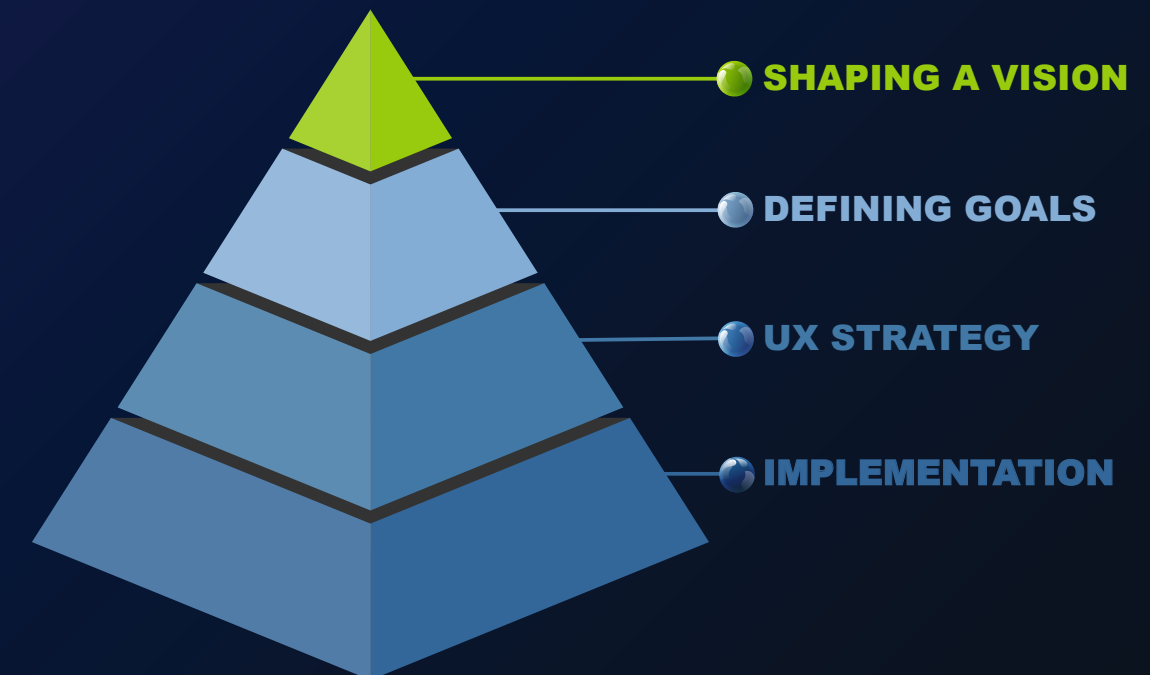 SHAPING A VISION
DEFINING GOALS
UX STRATEGY
IMPLEMENTATION